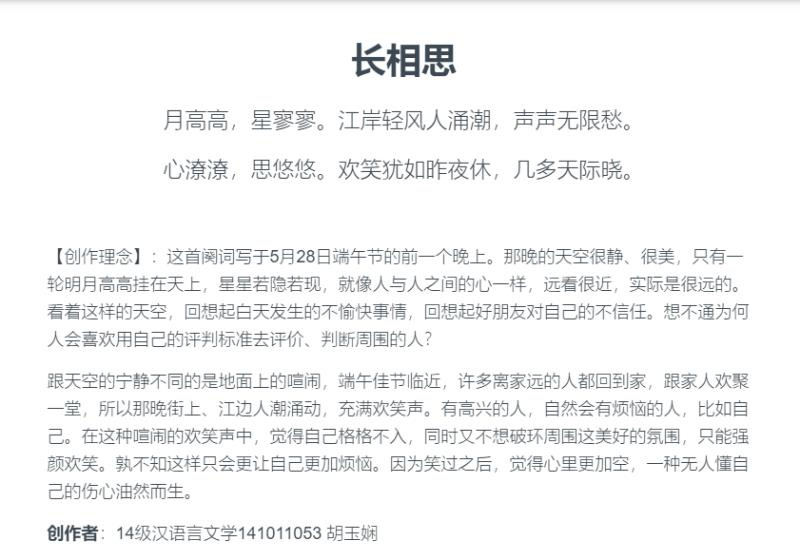 长相思
月高高，星寥寥。江岸轻风人涌潮，声声无限愁。
心潦潦，思悠悠。欢笑犹如昨夜休，几多天际晓。
【创作理念】：这首阕词写于5月28日端午节的前一个晚上。那晚的天空很静、很美，只有一
轮明月高高挂在天上，星星若隐若现，就像人与人之间的心一样，远看很近，实际是很远的。
看着这样的天空，回想起白天发生的不愉快事情，回想起好朋友对自己的不信任。想不通为何
人会喜欢用自己的评判标准去评价、判断周围的人？
跟天空的宁静不同的是地面上的喧闹，端午佳节临近，许多离家远的人都回到家，跟家人欢聚
一堂，所以那晚街上、江边人潮涌动，充满欢笑声。有高兴的人，自然会有烦恼的人，比如自
己。在这种喧闹的欢笑声中，觉得自己格格不入，同时又不想破坏周围这美好的氛围，只能强
颜欢笑。孰不知这样只会更让自己更加烦恼。因为笑过之后，觉得心里更加空，一种无人懂自
己的伤心油然而生。
创作者：14级汉语言文学141011053 胡玉娴